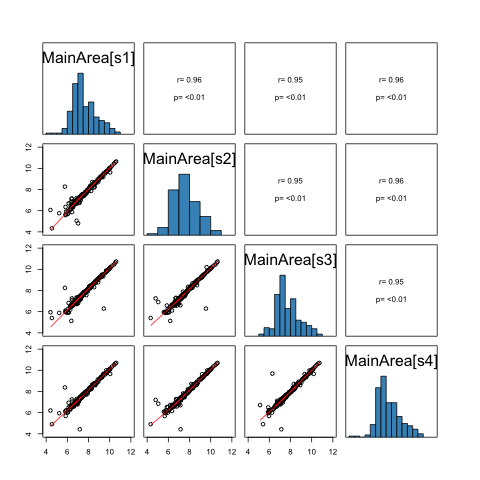 MainArea[s1]
r= 0.96
p= <0.01
r= 0.95
p= <0.01
r= 0.96
p= <0.01
12
10
8
6
4
MainArea[s2]
r= 0.95
p= <0.01
r= 0.96
p= <0.01
12
10
8
6
4
MainArea[s3]
r= 0.95
p= <0.01
12
10
8
6
4
MainArea[s4]
4 6 8 10 12
4 6 8 10 12
4 6 8 10 12